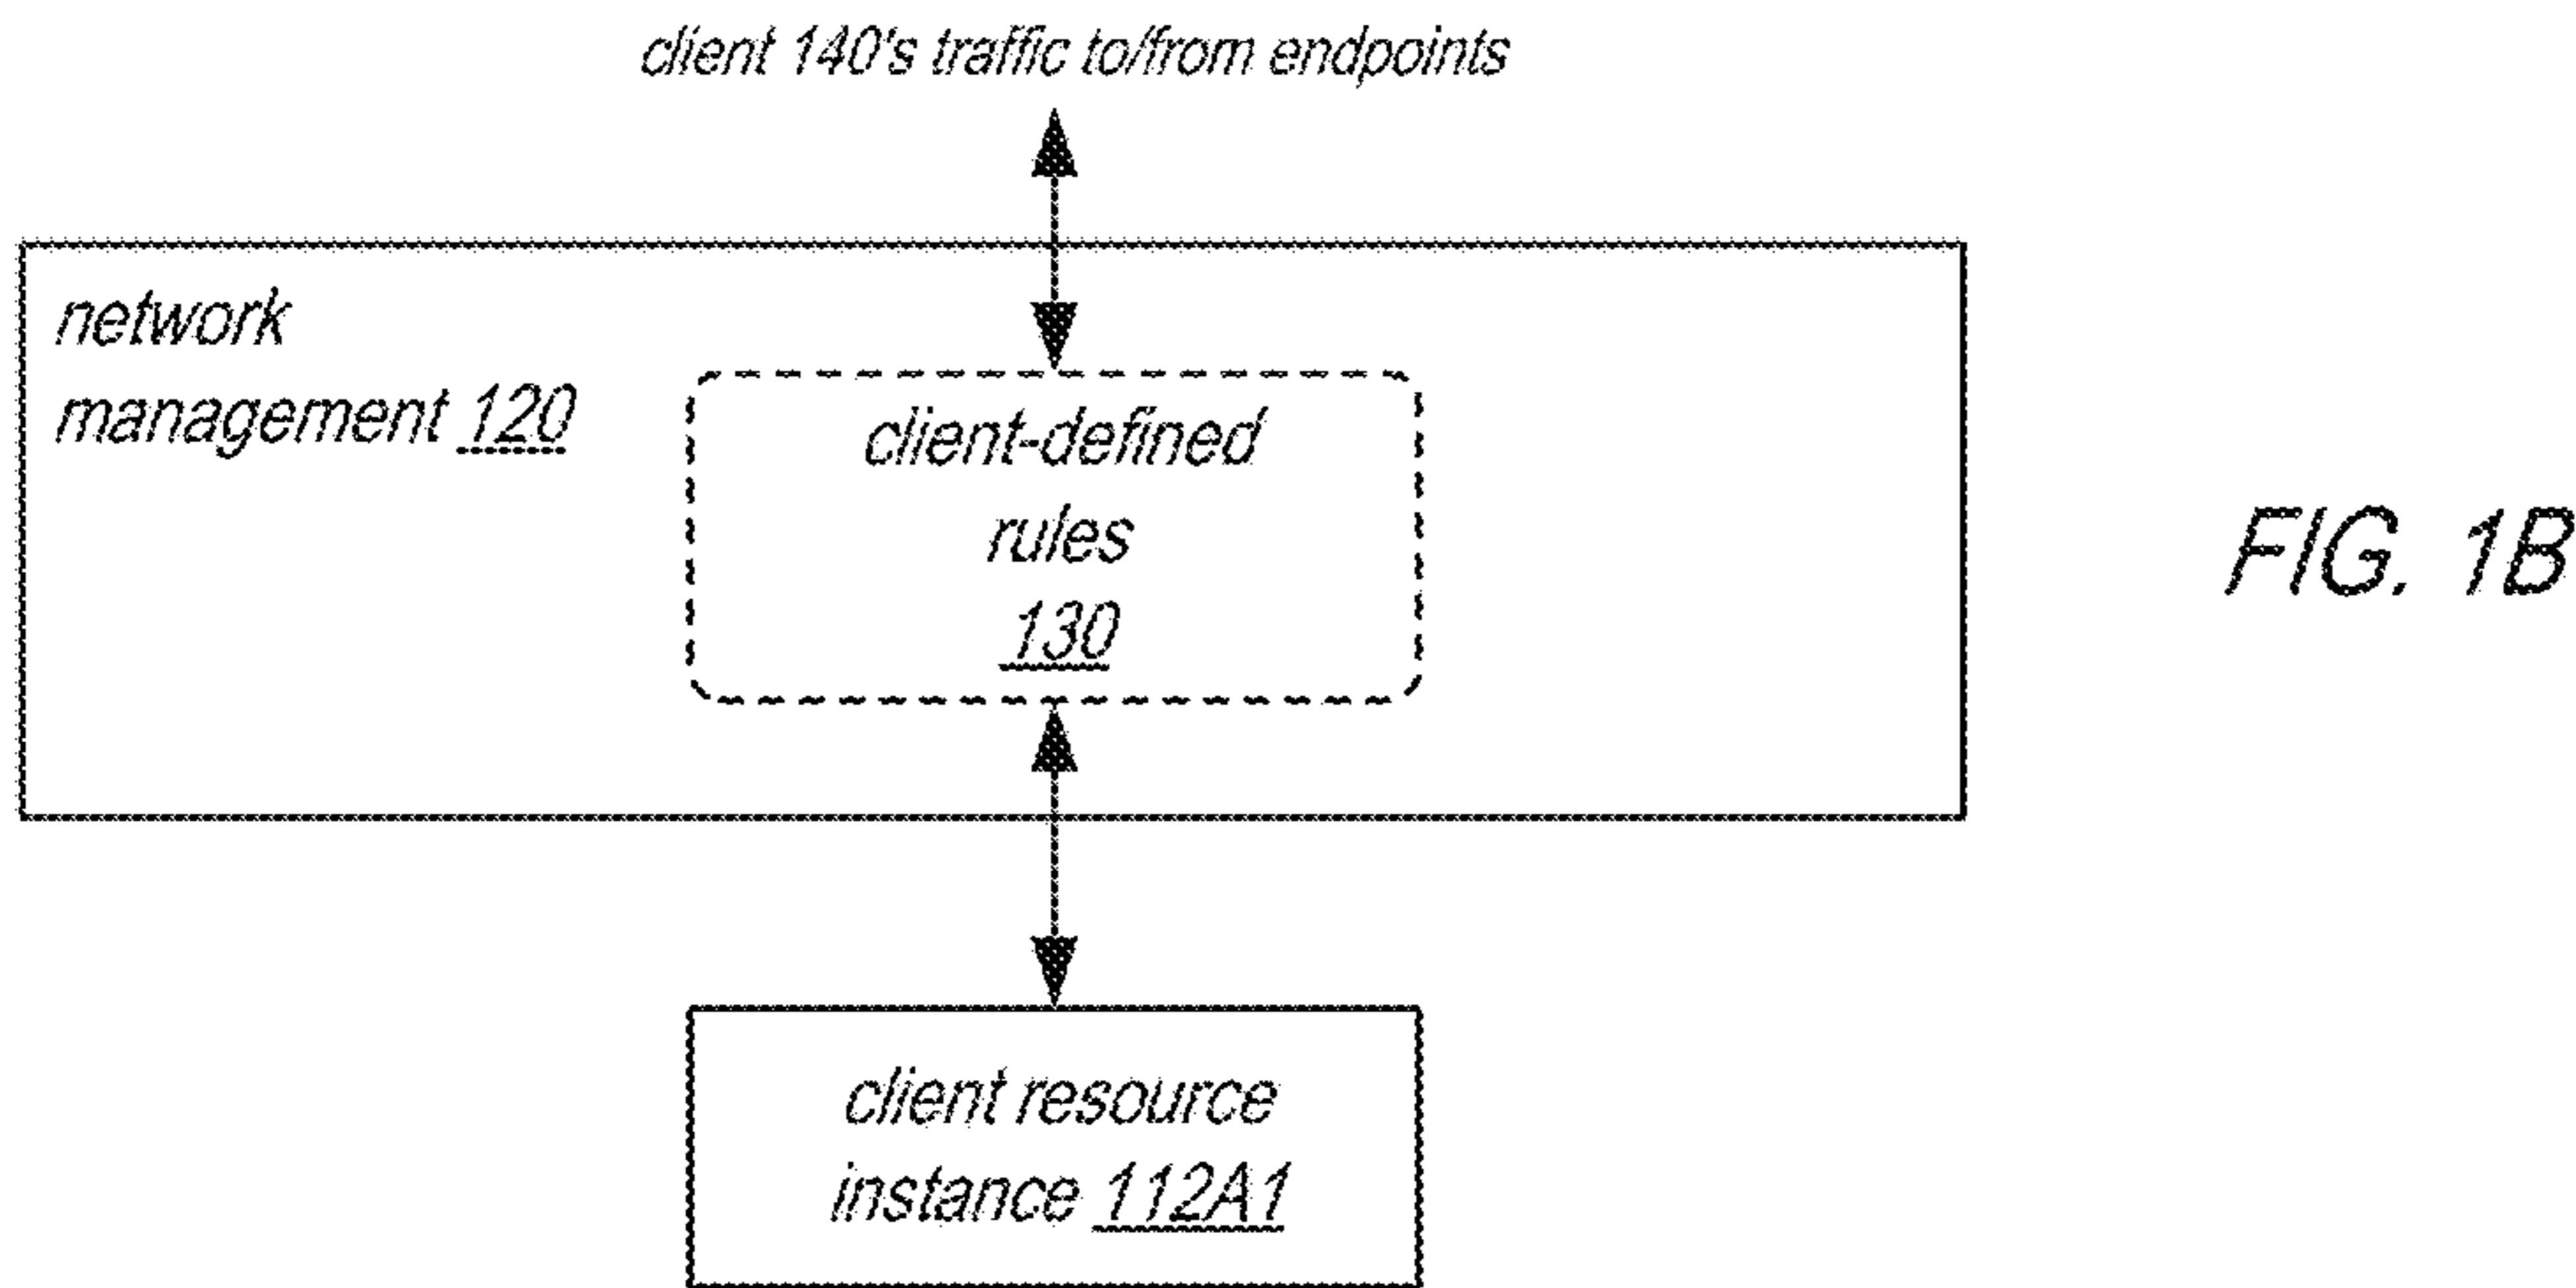 client 140's traffic to/from endpoints
network
management 120
client-defined
rules
130
FIG. 1B
client resource
instance 112A1